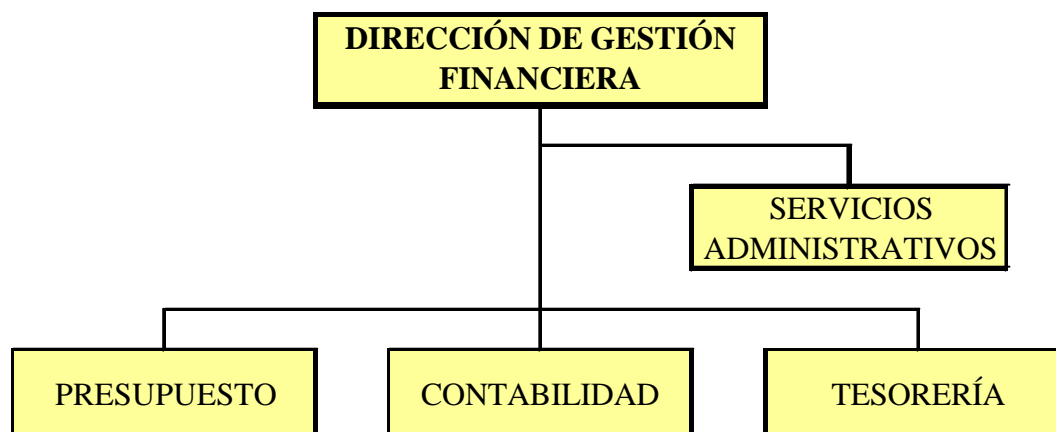 DIRECCIÓN DE GESTIÓN
FINANCIERA
SERVICIOS
ADMINISTRATIVOS
PRESUPUESTO
CONTABILIDAD
TESORERÍA